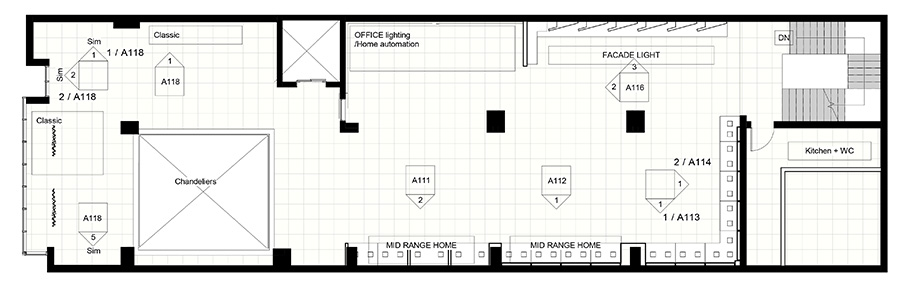 Classic
OFFICE lighting
/Home automation
DN
Sim
1
1 / A118
Sim
2
2 / A118
1
A118
FACADE LIGHT
3
2
A116
Classic
Kitchen + WC
Chandeliers
A111
2
A112
1
2 / A114
1
1
1 / A113
A118
5
Sim
MID RANGE HOME
MID RANGE HOME